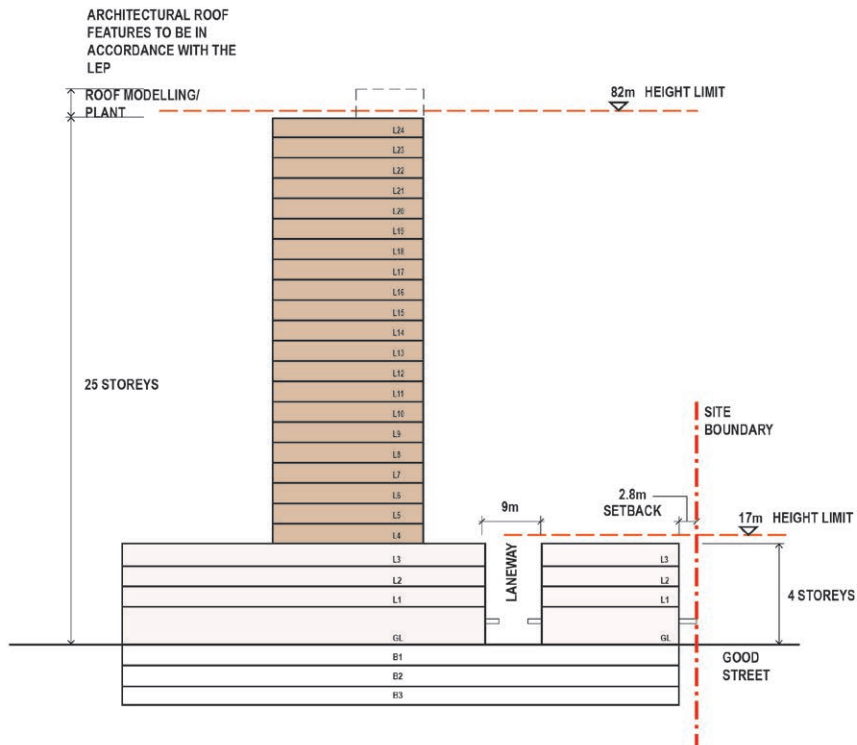 ARCHITECTURAL ROOF
FEATURES TO BE IN
ACCORDANCE WITH THE
LEP
ROOF MODELLING/
PLANT
82m HEIGHT LIMIT
L24
L23
L22
L21
L20
L19
L18
L17
L16
L15
L14
L13
L12
L11
L10
L9
L8
L7
L6
L5
L4
25 STOREYS
SITE
BOUNDARY
9m
2.8m
SETBACK
17m HEIGHT LIMIT
L3
L2
L1
GL
LANEWAY
L3
L2
L1
GL
4 STOREYS
GOOD
STREET
B1
B2
B3